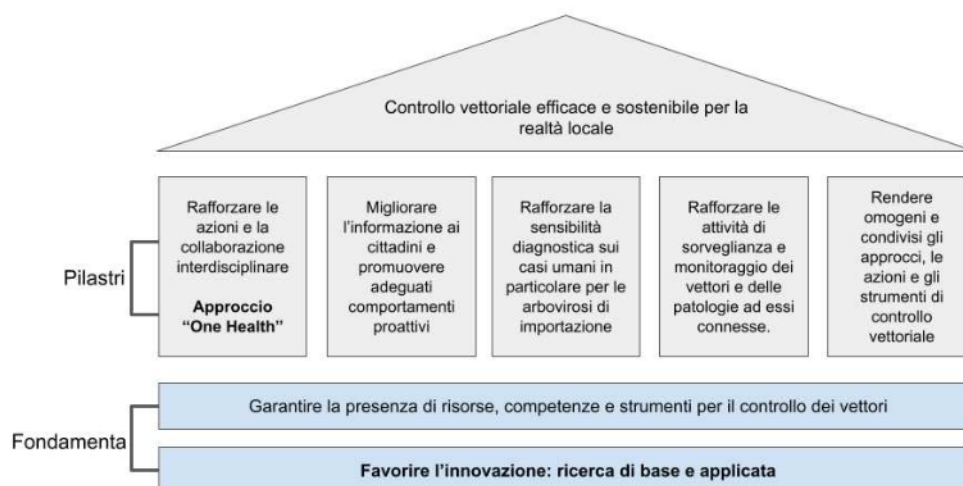 Controllo vettoriale efficace e sostenibile per la
realtà locale
Pilastri
Rafforzare le
azioni e la
collaborazione
interdisciplinare
Approccio
“One Health”
Migliorare
l’informazione ai
cittadini e
promuovere
adeguati
comportamenti
proattivi
Rafforzare la
sensibilità
diagnostica sui
casi umani in
particolare per le
arbovirosi di
importazione
Rafforzare le
attività di
sorveglianza e
monitoraggio dei
vettori e delle
patologie ad essi
connesse.
Rendere
omogeni e
condivisi gli
approcci, le
azioni e gli
strumenti di
controllo
vettoriale
Fondamenta
Garantire la presenza di risorse, competenze e strumenti per il controllo dei vettori
Favorire l’innovazione: ricerca di base e applicata